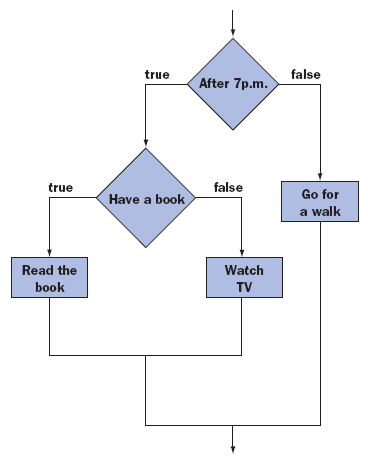 true
After 7p.m.
false
true
Have a book
false
Go for
a walk
Read the
book
Watch
TV